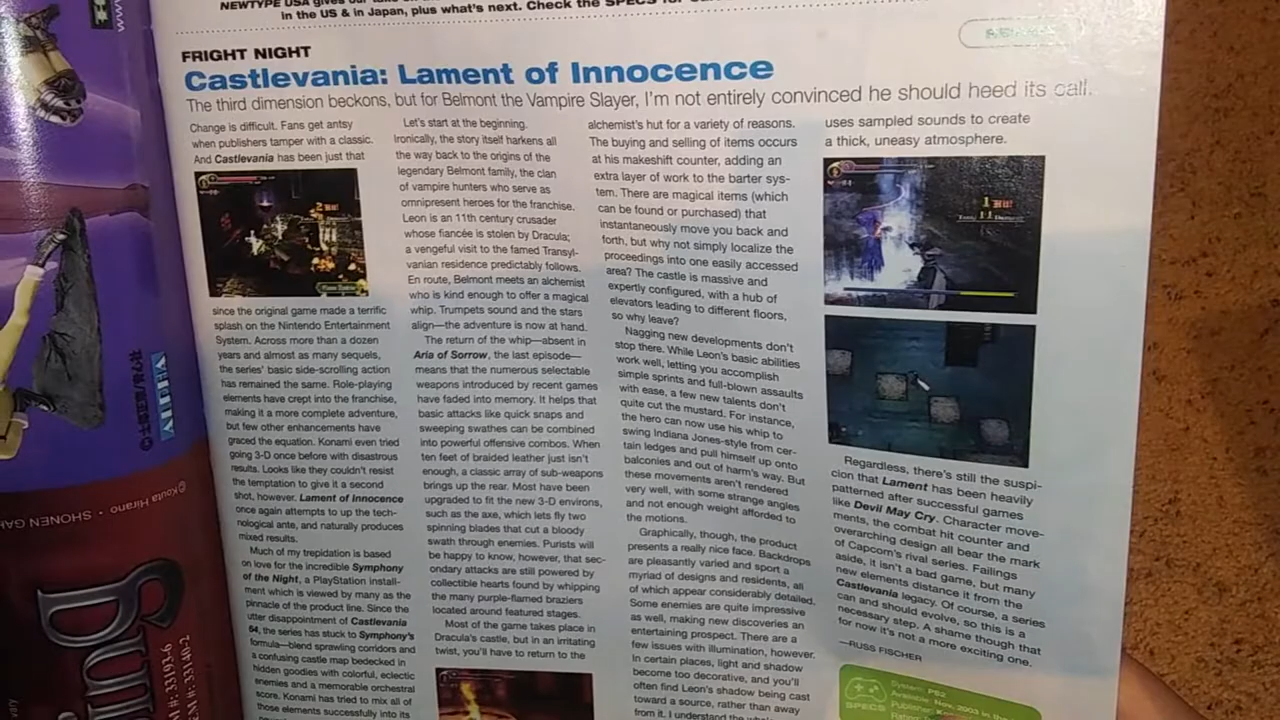 NEWTYPE USA gives
in the US & in Japan, plus what's next. Check the SPECS for
FRIGHT NIGHT
Castlevania: Lament of Innocence
The third dimension beckons, but for Belmont the Vampire Slayer, I'm not entirely convinced he should heed its call.
Change is difficult. Fans get antsy
when publishers tamper with a classic.
And Castlevania has been just that
since the original game made a terrific
splash on the Nintendo Entertainment
System. Across more than a dozen
years and almost as many sequels,
the series' basic side-scrolling action
has remained the same. Role-playing
elements have crept into the franchise,
making it a more complete adventure,
but few other enhancements have
graced the equation. Konami even tried
going 3-D once before with disastrous
results. Looks like they couldn't resist
the temptation to give it a second
shot, however. Lament of Innocence
once again attempts to up the tech-
nological ante, and naturally produces
mixed results.
Much of my trepidation is based
on love for the incredible Symphony
of the Night, a PlayStation install-
ment which is viewed by many as the
pinnacle of the product line. Since the
utter disappointment of Castlevania
64, the series has stuck to Symphony's
formula—blend sprawling corridors and
a confusing castle map bedecked in
hidden goodies with colorful, eclectic
enemies and a memorable orchestral
score. Konami has tried to mix all of
those elements successfully into its
Let's start at the beginning.
Ironically, the story itself harkens all
the way back to the origins of the
legendary Belmont family, the clan
of vampire hunters who serve as
omnipresent heroes for the franchise.
Leon is an 11th century crusader
whose fiancée is stolen by Dracula;
a vengeful visit to the famed Transyl-
vanian residence predictably follows.
En route, Belmont meets an alchemist
who is kind enough to offer a magical
whip. Trumpets sound and the stars
align—the adventure is now at hand.
The return of the whip—absent in
Aria of Sorrow, the last episode—
means that the numerous selectable
weapons introduced by recent games
have faded into memory. It helps that
basic attacks like quick snaps and
sweeping swathes can be combined
into powerful offensive combos. When
ten feet of braided leather just isn't
enough, a classic array of sub-weapons
brings up the rear. Most have been
upgraded to fit the new 3-D environs,
such as the axe, which lets fly two
spinning blades that cut a bloody
swath through enemies. Purists will
be happy to know, however, that sec-
ondary attacks are still powered by
collectible hearts found by whipping
the many purple-flamed braziers
located around featured stages.
Most of the game takes place in
Dracula's castle, but in an irritating
twist, you'll have to return to the
alchemist's hut for a variety of reasons.
The buying and selling of items occurs
at his makeshift counter, adding an
extra layer of work to the barter sys-
tem. There are magical items (which
can be found or purchased) that
instantaneously move you back and
forth, but why not simply localize the
proceedings into one easily accessed
area? The castle is massive and
expertly configured, with a hub of
elevators leading to different floors,
so why leave?
Nagging new developments don't
stop there. While Leon's basic abilities
work well, letting you accomplish
simple sprints and full-blown assaults
with ease, a few new talents don't
quite cut the mustard. For instance,
the hero can now use his whip to
swing Indiana Jones-style from cer-
tain ledges and pull himself up onto
balconies and out of harm's way. But
these movements aren't rendered
very well, with some strange angles
and not enough weight afforded to
the motions.
Graphically, though, the product
presents a really nice face. Backdrops
are pleasantly varied and sport a
myriad of designs and residents, all
of which appear considerably detailed.
Some enemies are quite impressive
as well, making new discoveries an
entertaining prospect. There are a
few issues with illumination, however.
In certain places, light and shadow
become too decorative, and you'll
often find Leon's shadow being cast
toward a source, rather than away
from it. I understand the
uses sampled sounds to create
a thick, uneasy atmosphere.
Regardless, there's still the suspi-
cion that Lament has been heavily
patterned after successful games
like Devil May Cry. Character move-
ments, the combat hit counter and
overarching design all bear the mark
of Capcom's rival series. Failings
aside, it isn't a bad game, but many
new elements distance it from the
Castlevania legacy. Of course, a series
can and should evolve, so this is a
necessary step. A shame though that
for now it's not a more exciting one.
—RUSS FISCHER
SPECS
System: PS2
Available: Nov. 2003 in the
Publisher:
©Kouta Hirano • SHONEN
33193-6
M #: 33140-2